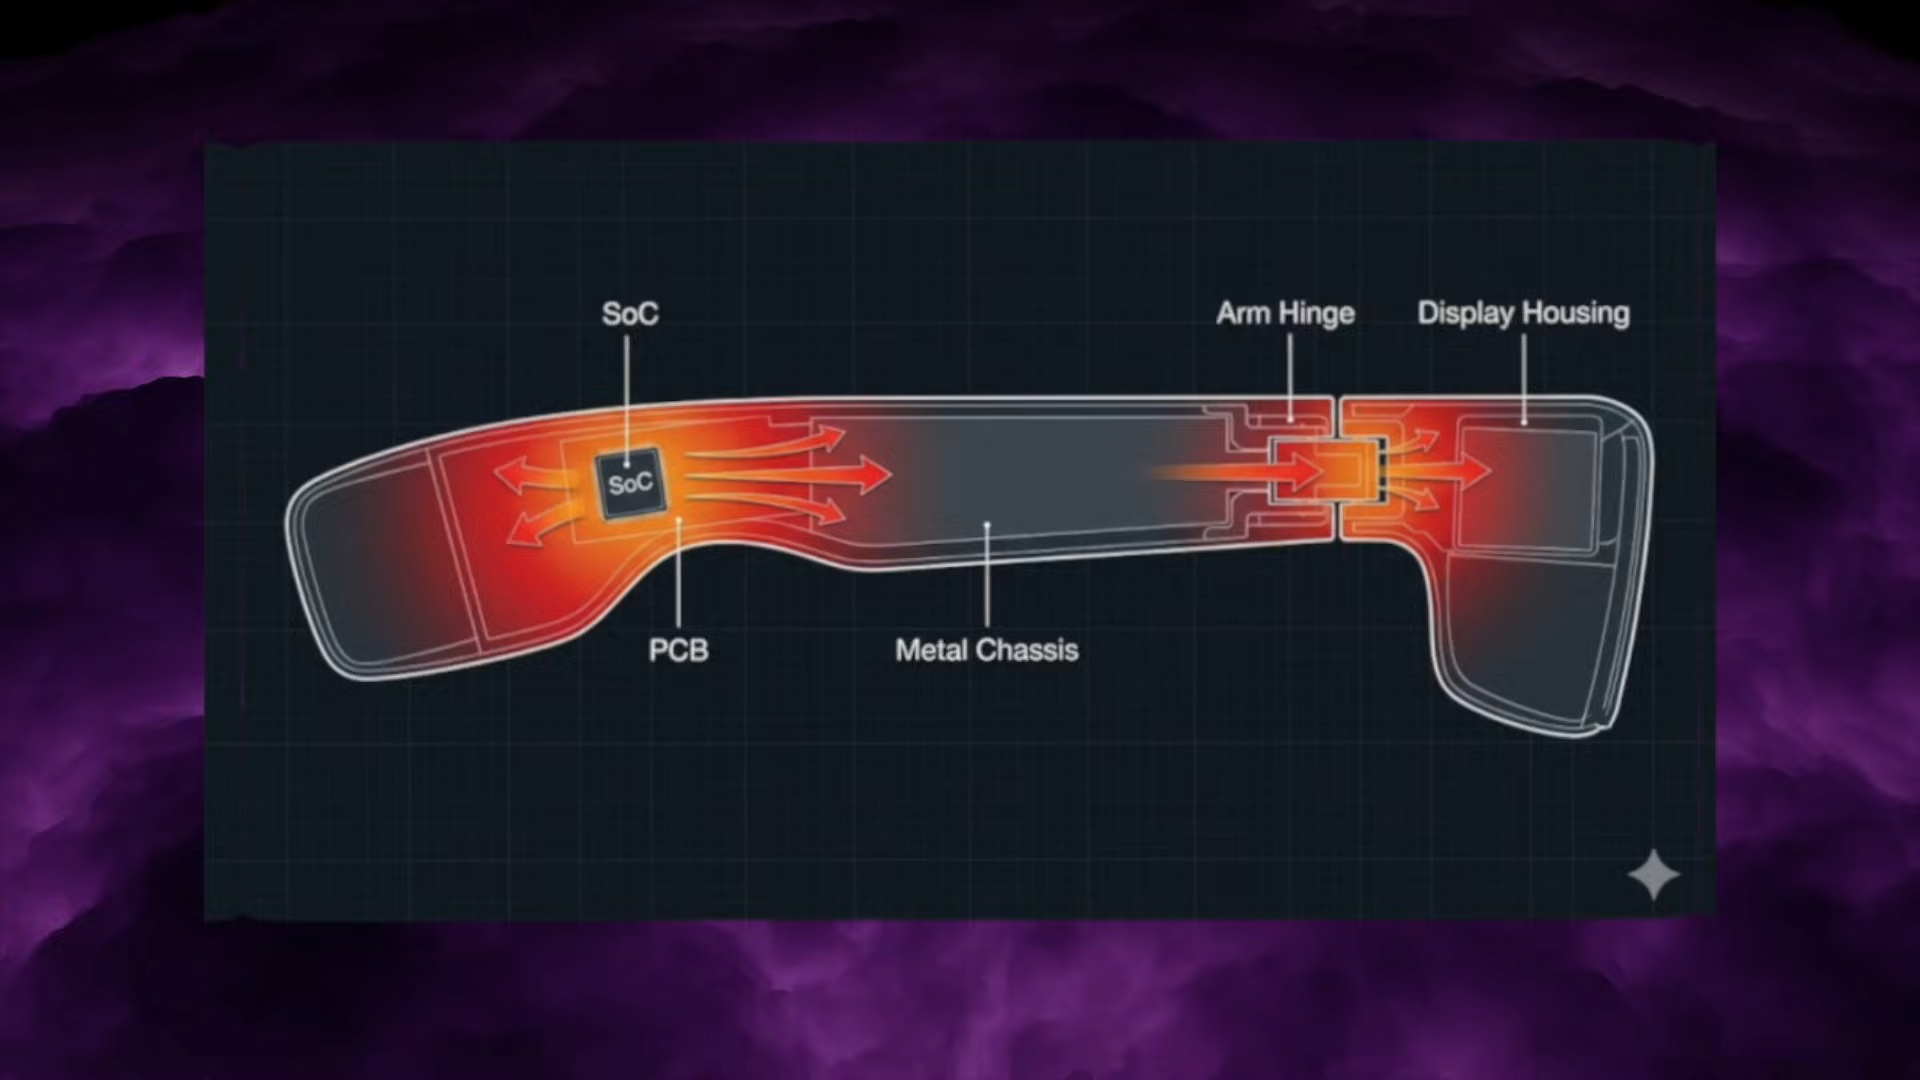 SoC
Arm Hinge
Display Housing
SoC
PCB
Metal Chassis